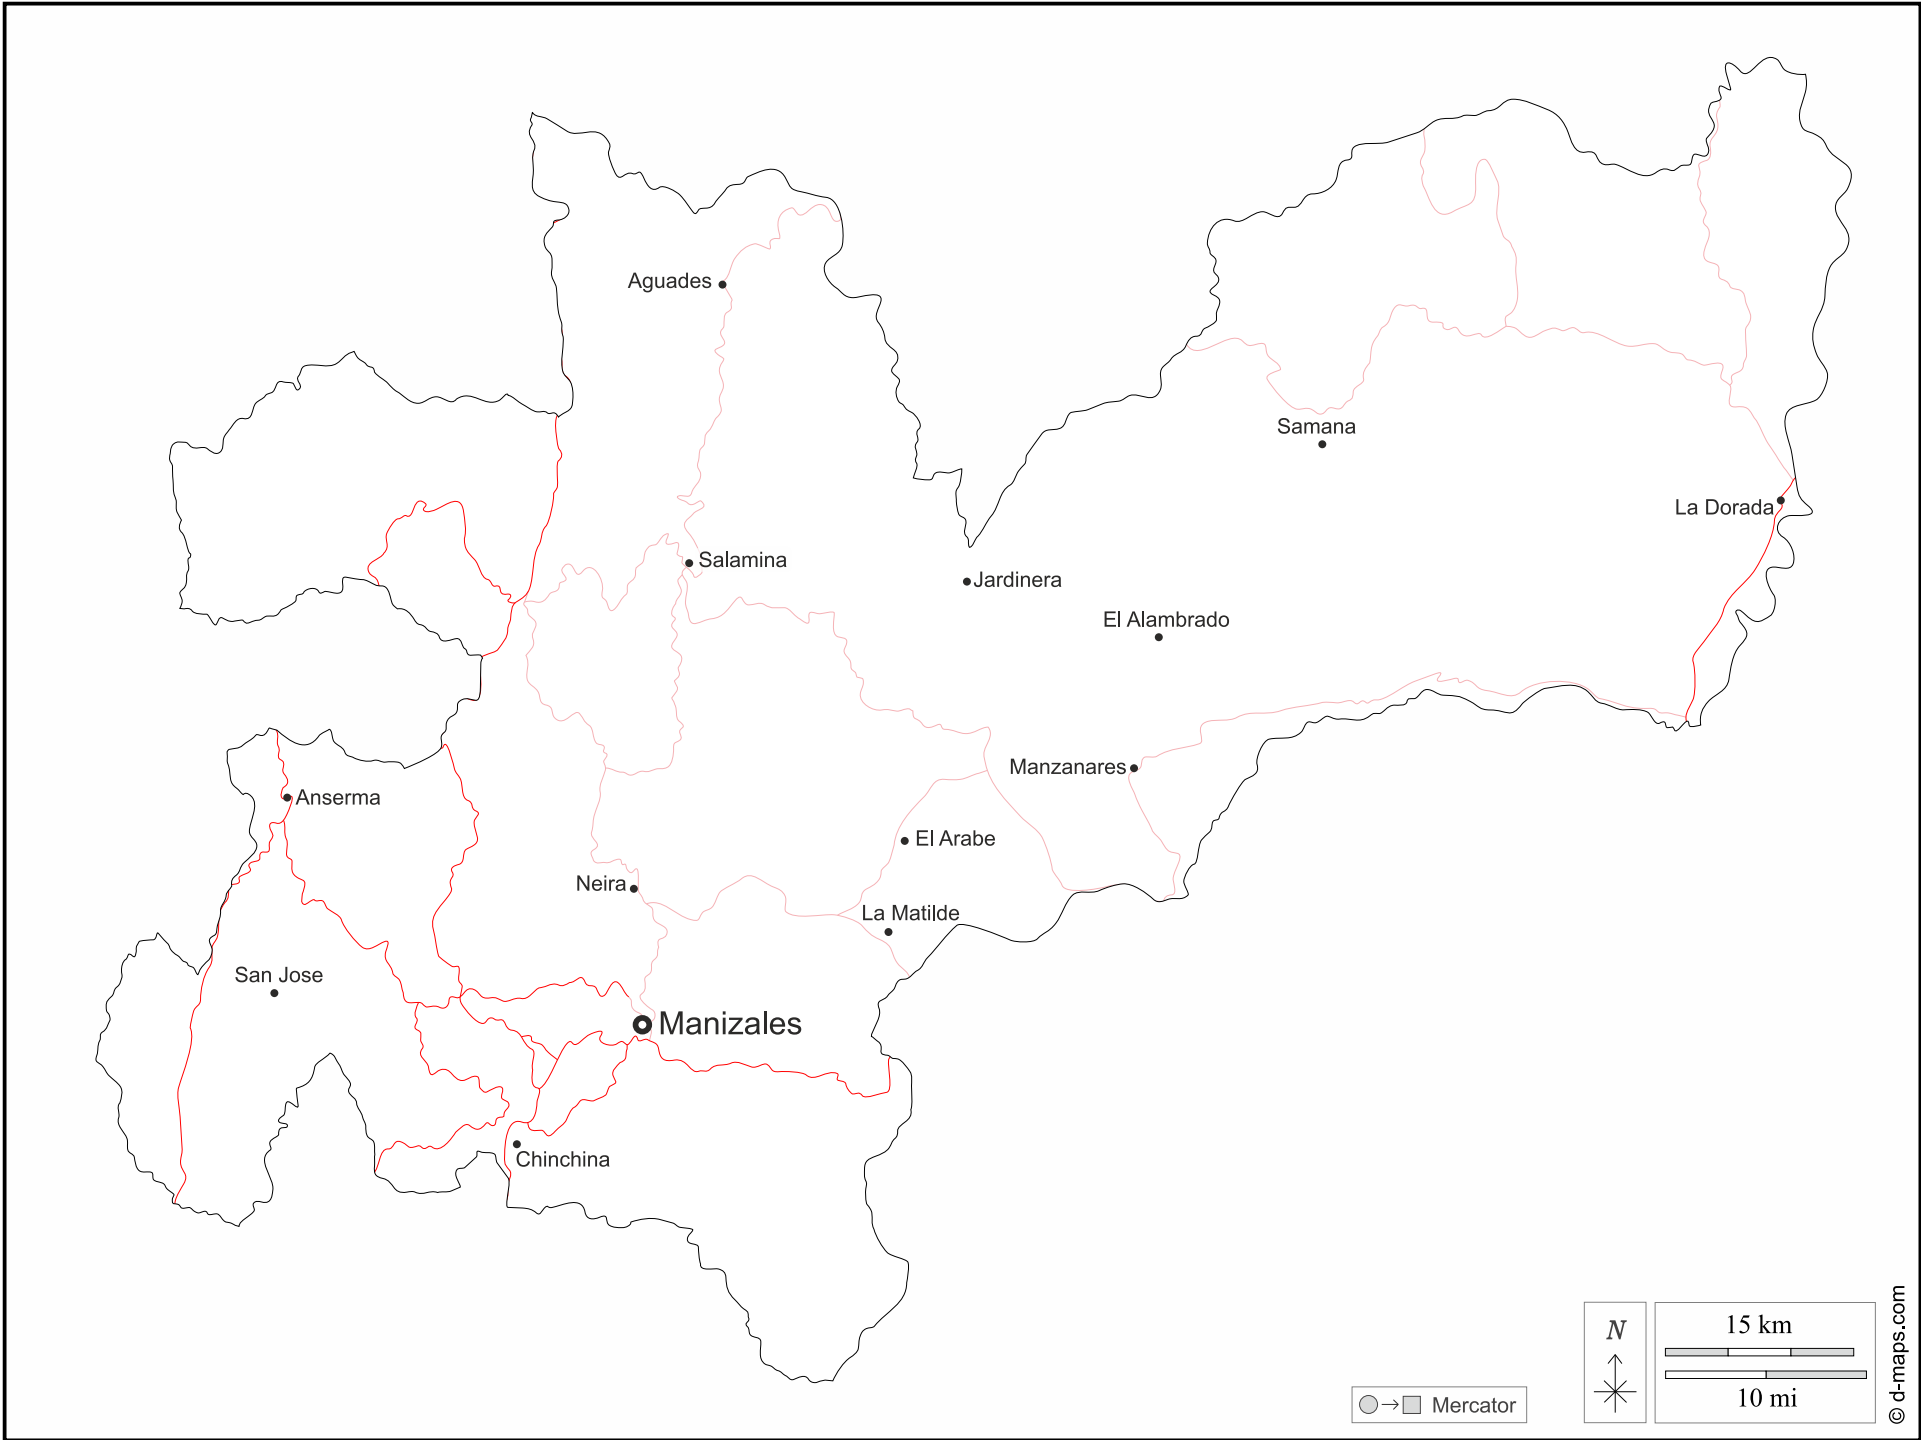 Aguades
Samana
La Dorada
Salamina
Jardinera
El Alambrado
Manzanares
Anserma
El Arabe
Neira
La Matilde
San Jose
Manizales
Chinchina
N
15 km
10 mi
Mercator
© d-maps.com